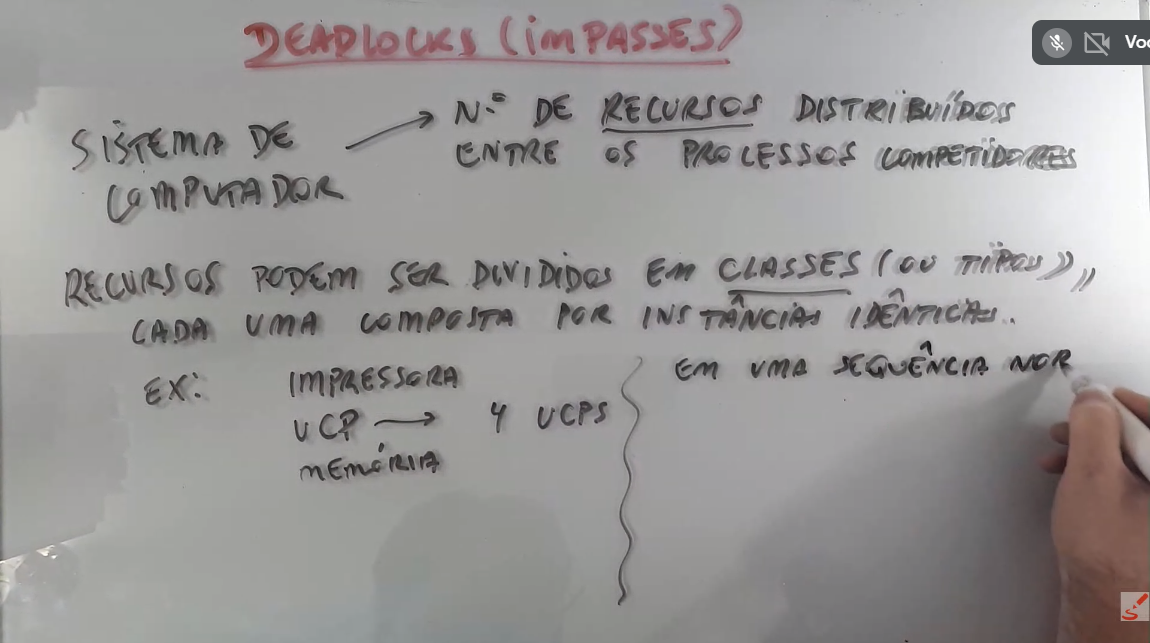 DEADLOCKS (IMPASSES)
Voc
SISTEMA DE
COMPUTADOR
Nº DE RECURSOS DISTRIBUÍDOS
ENTRE OS PROCESSOS COMPETIDORES
RECURSOS PODEM SER DIVIDIDOS EM CLASSES (OU TIPOS),
CADA UMA COMPOSTA POR INSTÂNCIAS IDÊNTICAS.
EX: IMPRESSORA
UCP → 4 UCPS
MEMÓRIA
EM UMA SEQUÊNCIA NOR